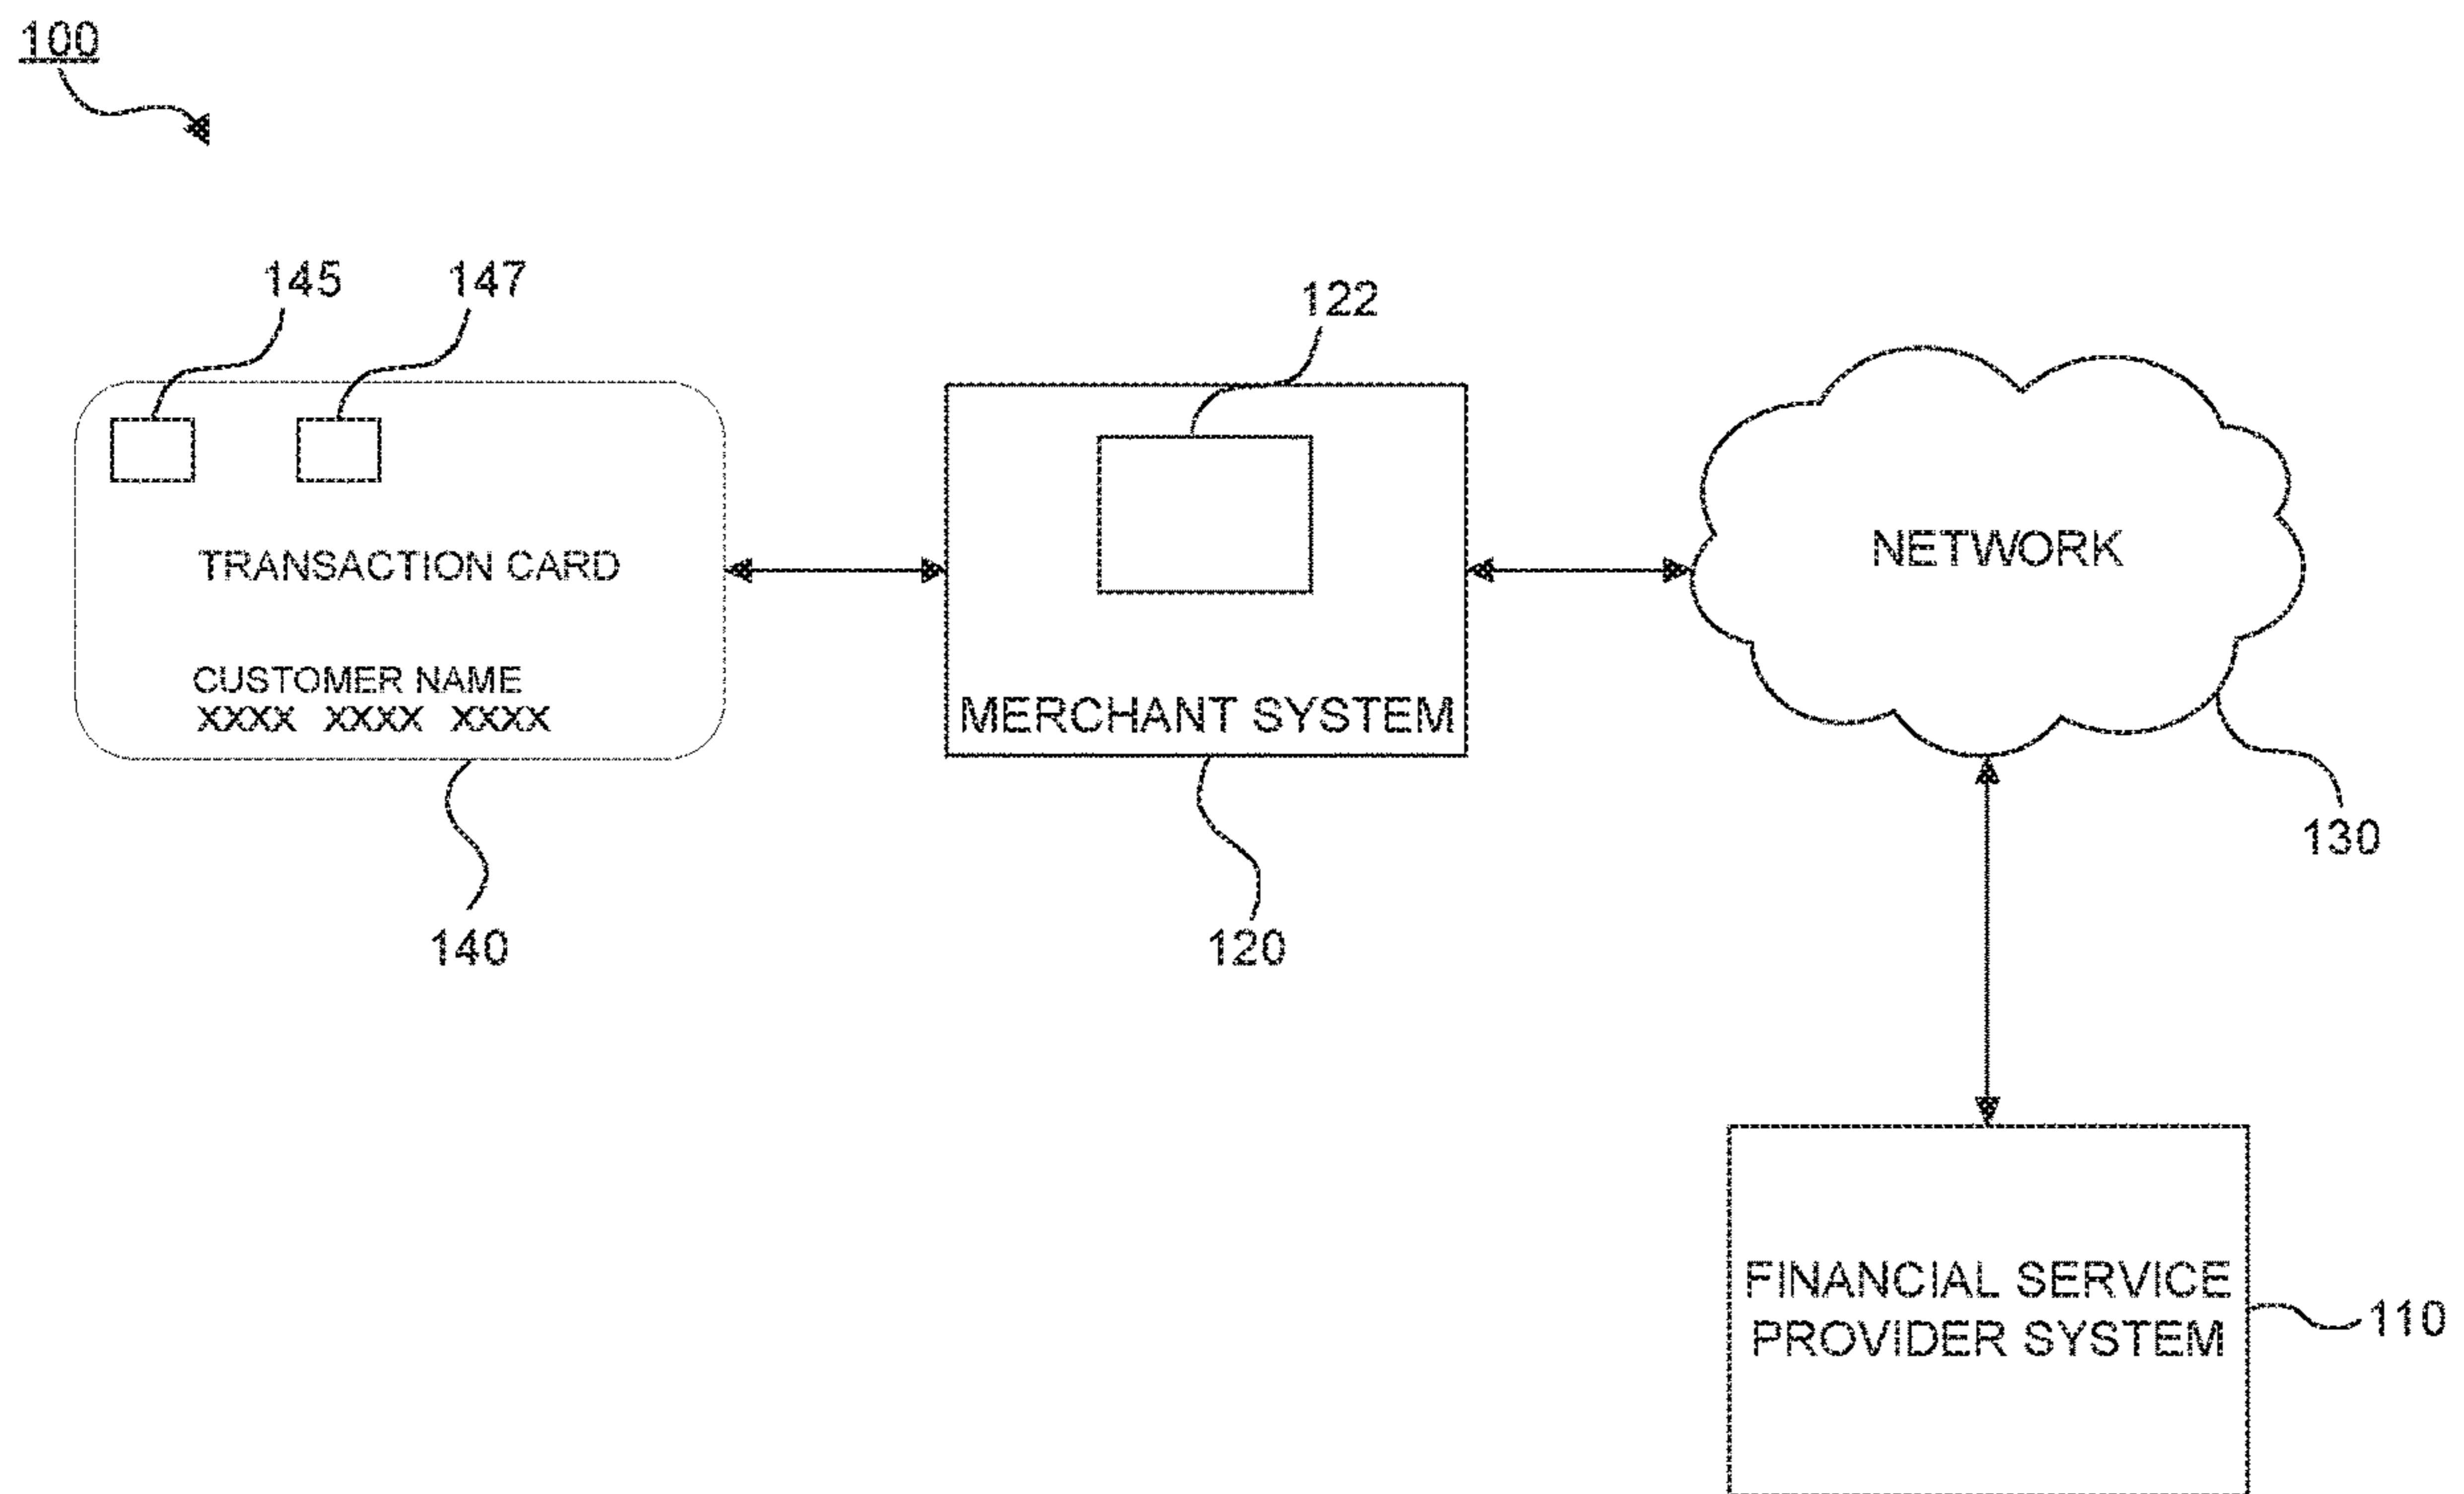 100
145
147
122
TRANSACTION CARD
CUSTOMER NAME
XXXX XXXX XXXX
MERCHANT SYSTEM
NETWORK
130
140
120
FINANCIAL SERVICE
PROVIDER SYSTEM
110